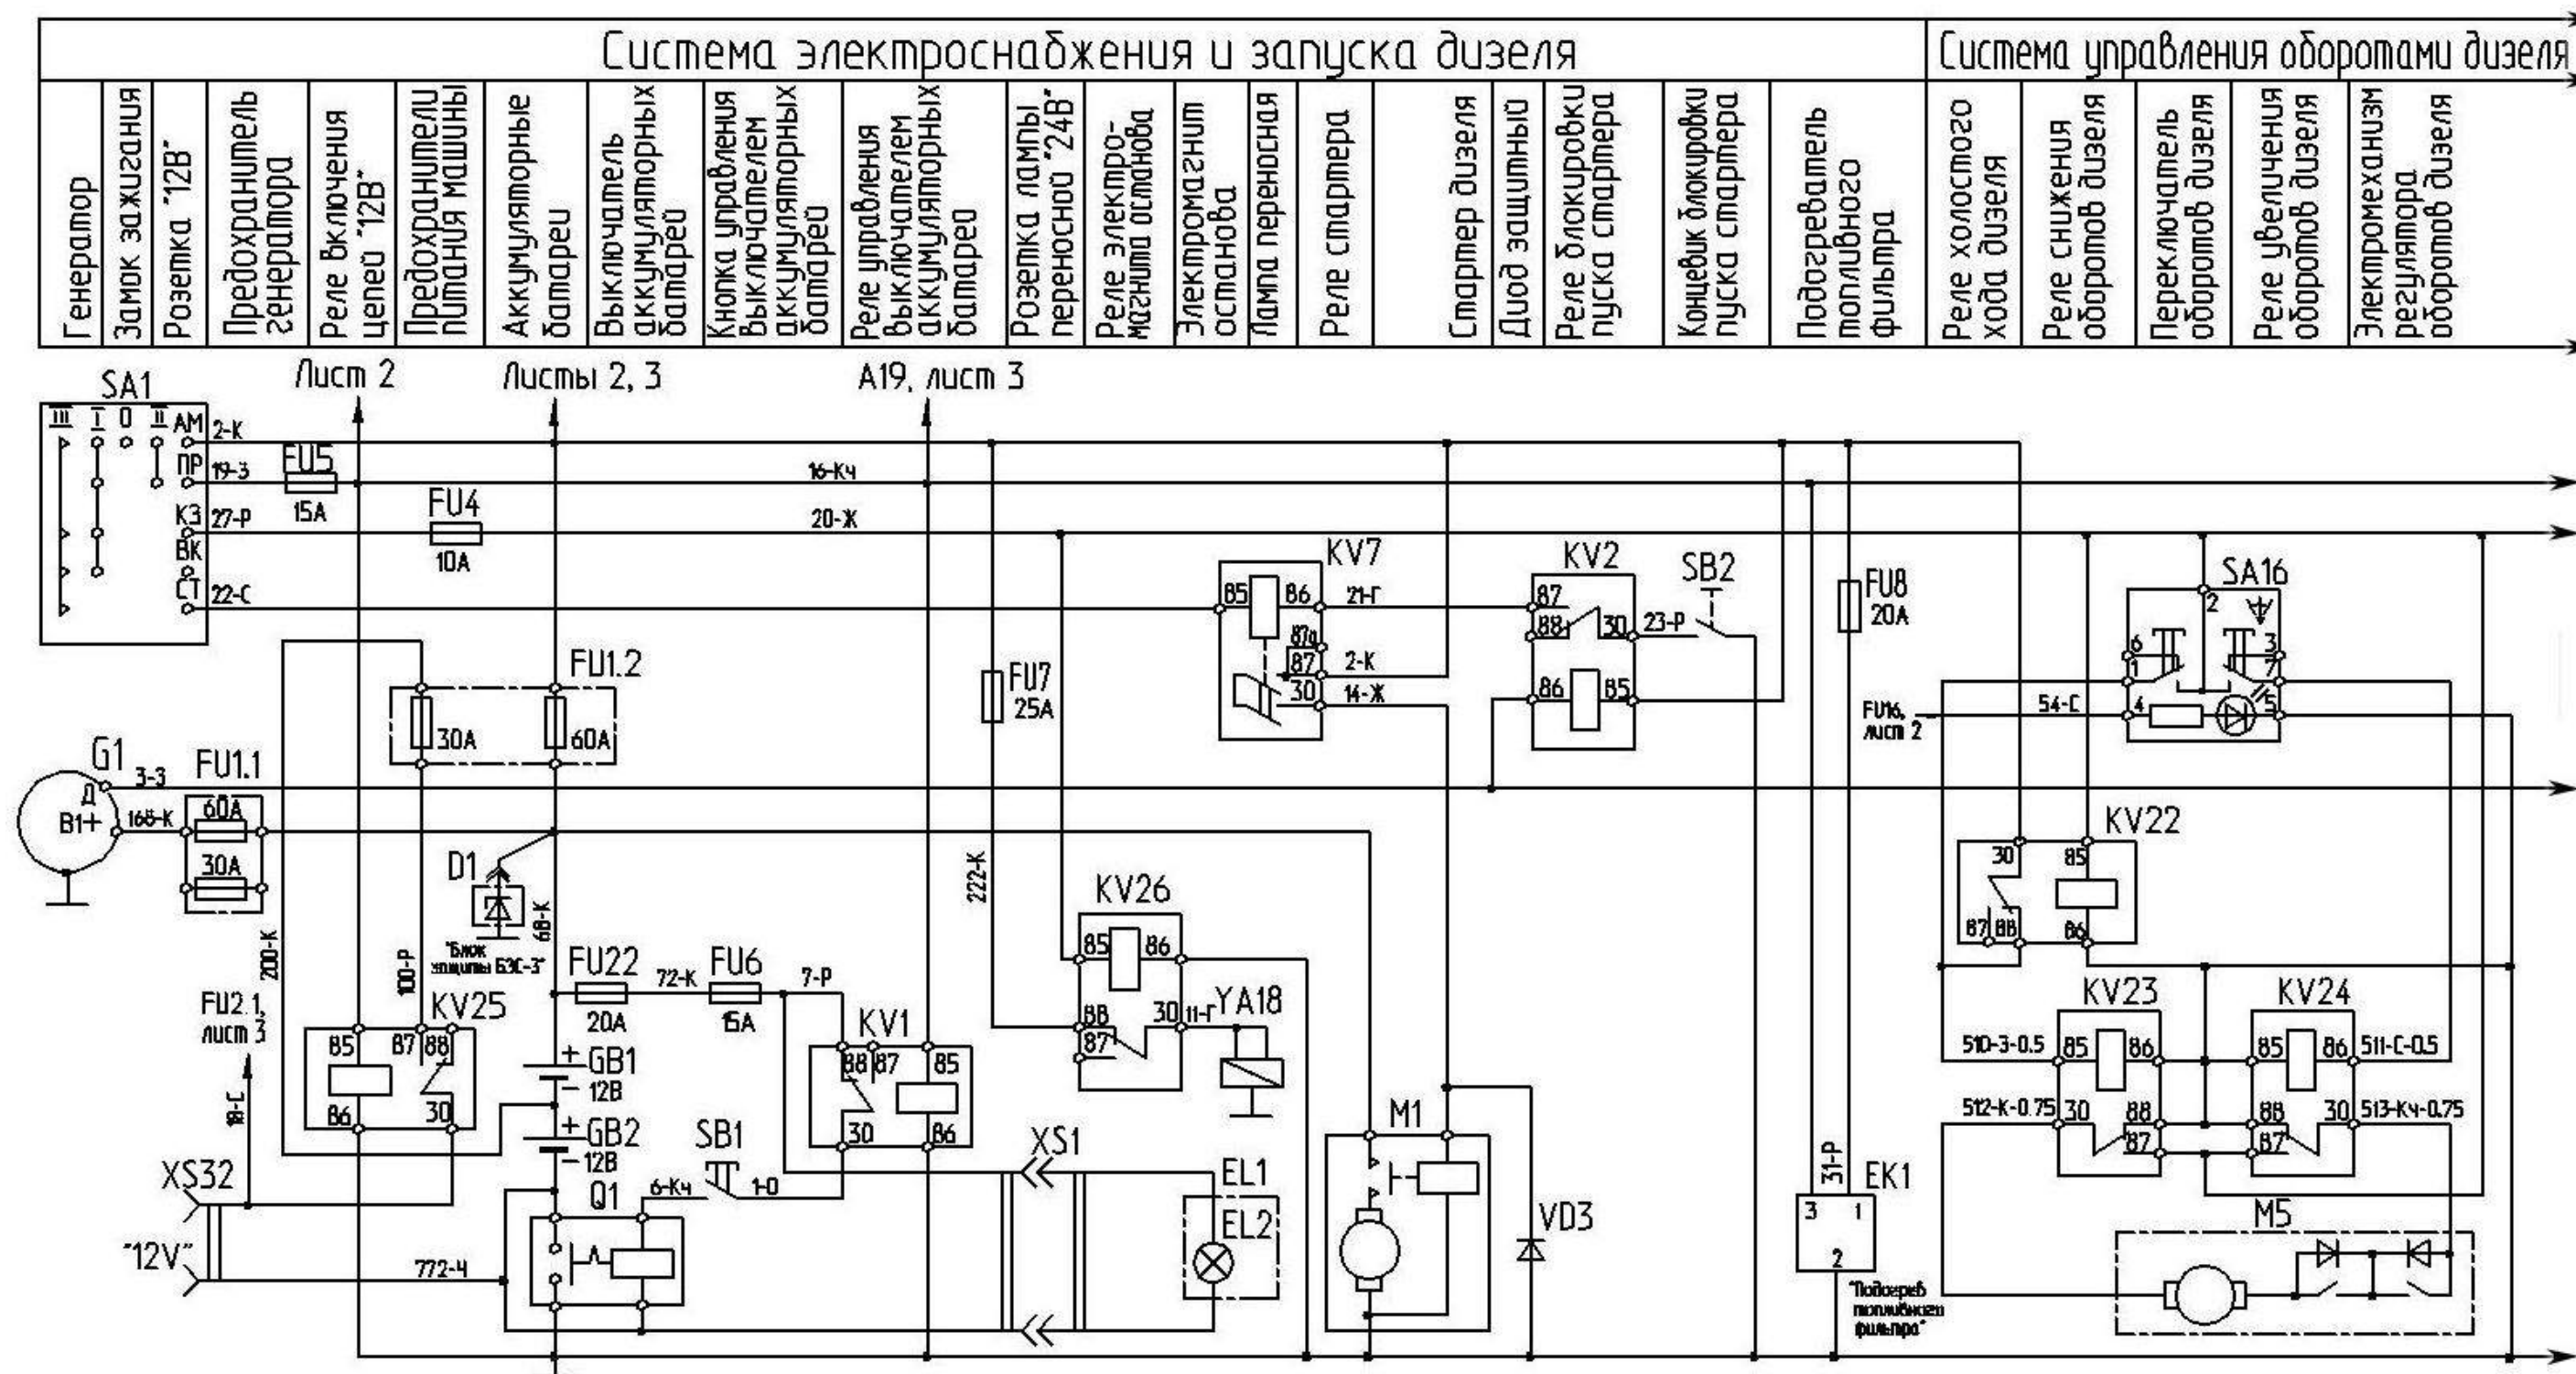 Система электроснабжения и запуска дизеля
Система управления оборотами дизеля
Генератор
Замок зажигания
Розетка "12В"
Предохранитель
генератора
Реле включения
цепей "12В"
Предохранители
питания машины
Аккумуляторные
батареи
Выключатель
аккумуляторных
батарей
Кнопка управления
выключателем
аккумуляторных
батарей
Реле управления
выключателем
аккумуляторных
батарей
Розетка лампы
переносной "24В"
Реле электро-
магнита останова
Электромагнит
останова
Лампа переносная
Реле стартера
Стартер дизеля
Диод защитный
Реле блокировки
пуска стартера
Концевик блокировки
пуска стартера
Подогреватель
топливного
фильтра
Реле холостого
хода дизеля
Реле снижения
оборотов дизеля
Переключатель
оборотов дизеля
Реле увеличения
оборотов дизеля
Электромеханизм
регулятора
оборотов дизеля
Лист 2
Листы 2, 3
А19, лист 3
SA1
III I 0 II АМ
2-К
ПР
19-З
FU5
15А
16-Кч
КЗ
27-Р
FU4
10А
20-Ж
ВК
СТ
22-С
KV7
85
86
21-Г
87а
87
2-К
30
14-Ж
KV2
87
88
30
23-Р
86
85
SB2
FU8
20А
SA16
2
6
1
3
7
4
5
FU16,
лист 2
54-С
FU1.2
30А
60А
FU7
25А
G1
Д
3-3
В1+
168-К
FU1.1
60А
30А
D1
68-К
"Блок
защиты БЗС-3"
200-К
100-Р
222-К
KV22
30
85
87
88
86
KV26
85
86
88
87
30
11-Г
YA18
FU22
20А
72-К
FU6
15А
7-Р
FU2.1,
лист 3
18-С
KV25
85
87
88
86
30
GB1
+
-
12В
GB2
+
-
12В
KV1
88
87
85
30
86
KV23
KV24
510-З-0.5
85
86
85
86
511-С-0.5
512-К-0.75
30
88
87
88
87
30
513-Кч-0.75
XS32
"12V"
772-Ч
Q1
SB1
6-Кч
1-О
XS1
EL1
EL2
M1
VD3
31-Р
EK1
3
1
2
"Подогрев
топливного
фильтра"
M5